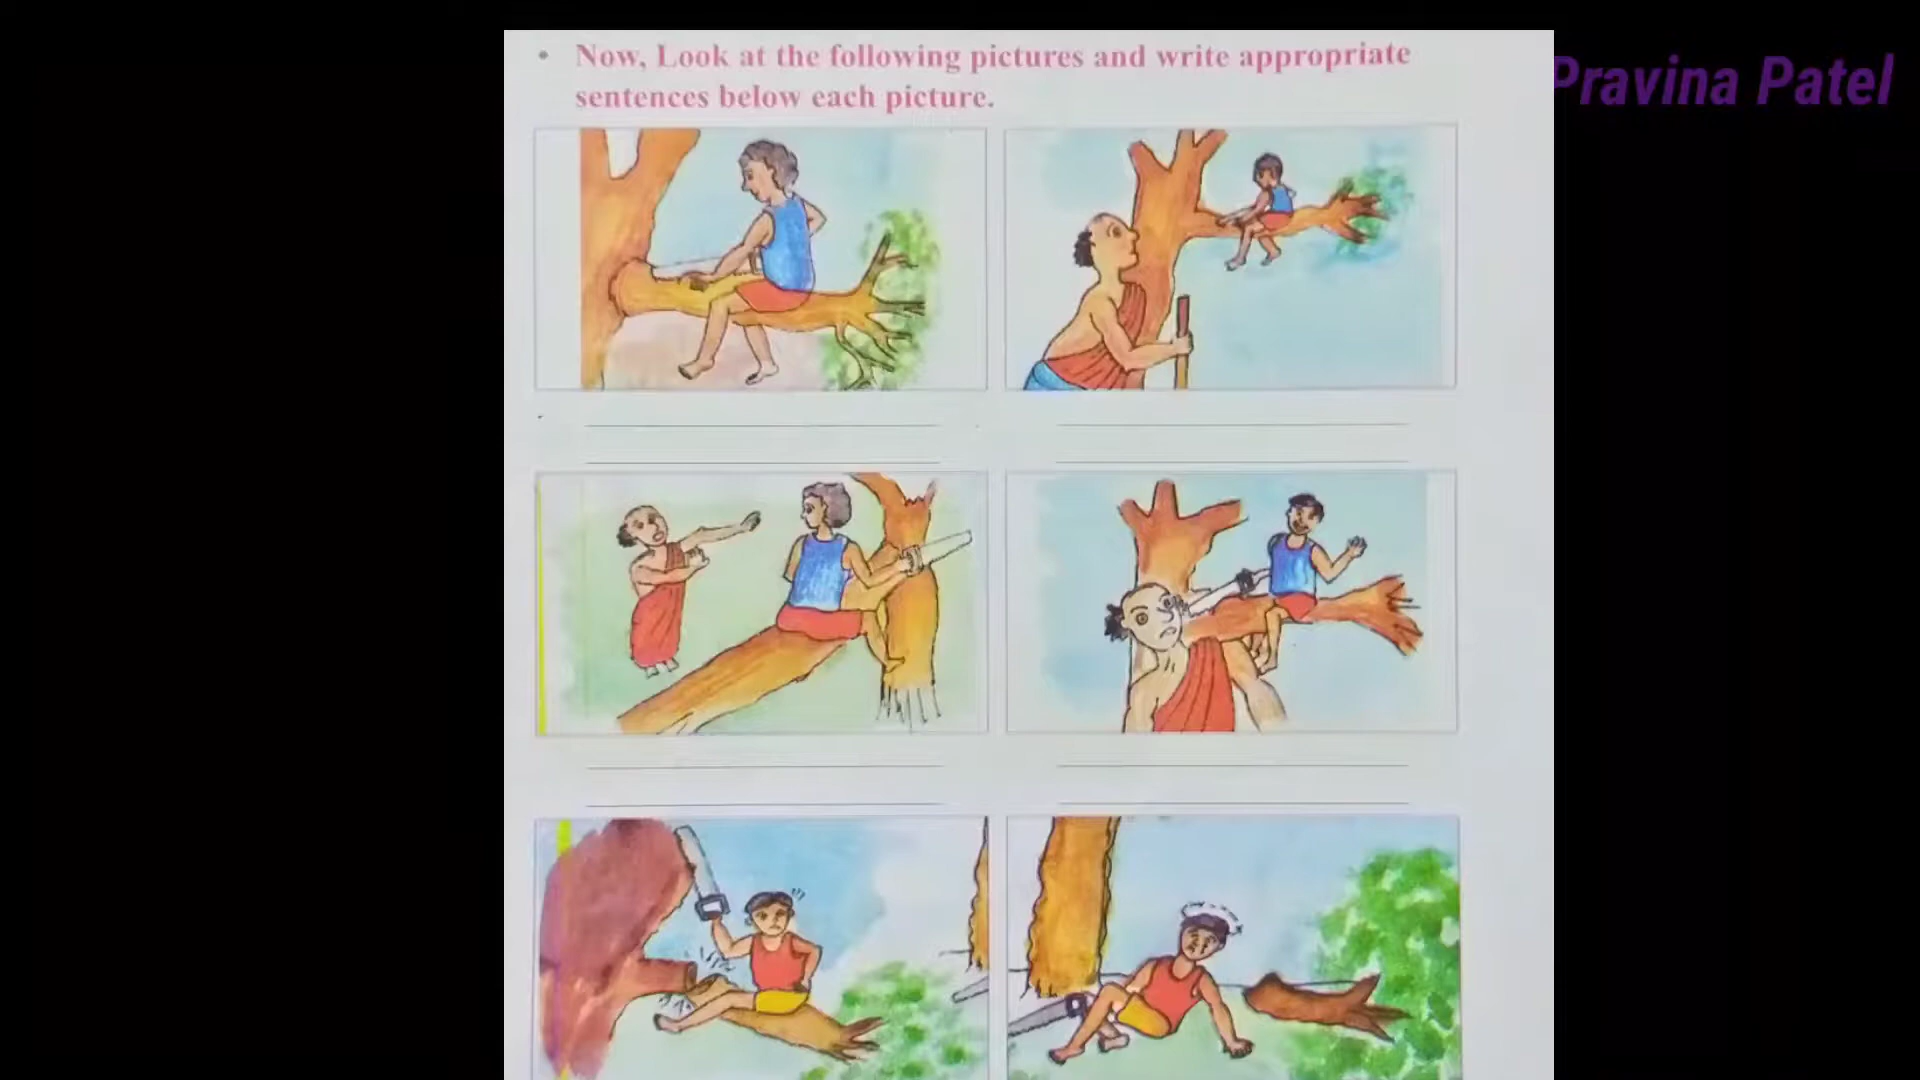 • Now, Look at the following pictures and write appropriate
sentences below each picture.
Pravina Patel